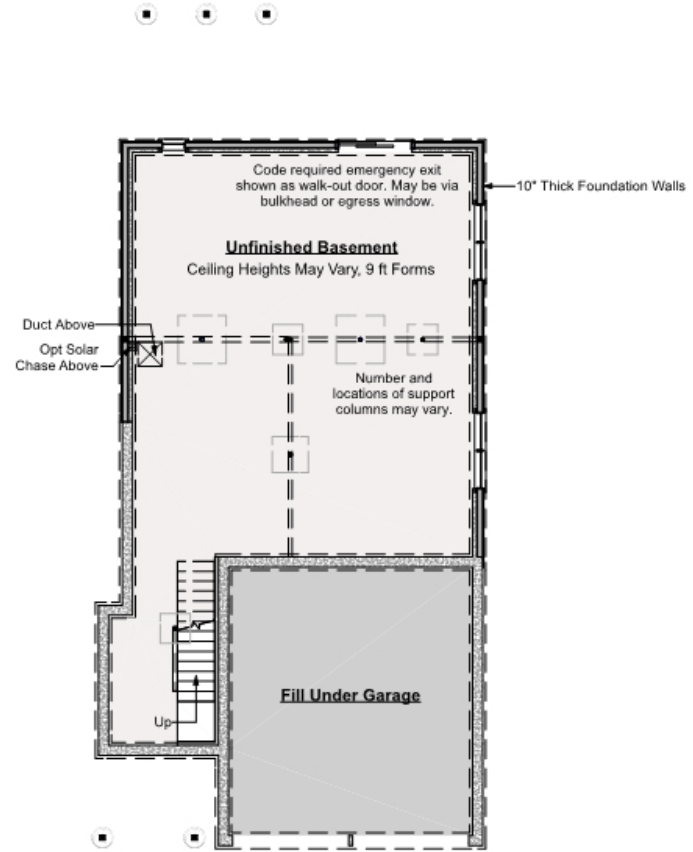 Code required emergency exit
shown as walk-out door. May be via
bulkhead or egress window.
10" Thick Foundation Walls
Unfinished Basement
Ceiling Heights May Vary, 9 ft Forms
Duct Above
Opt Solar
Chase Above
Number and
locations of support
columns may vary.
Fill Under Garage
Up